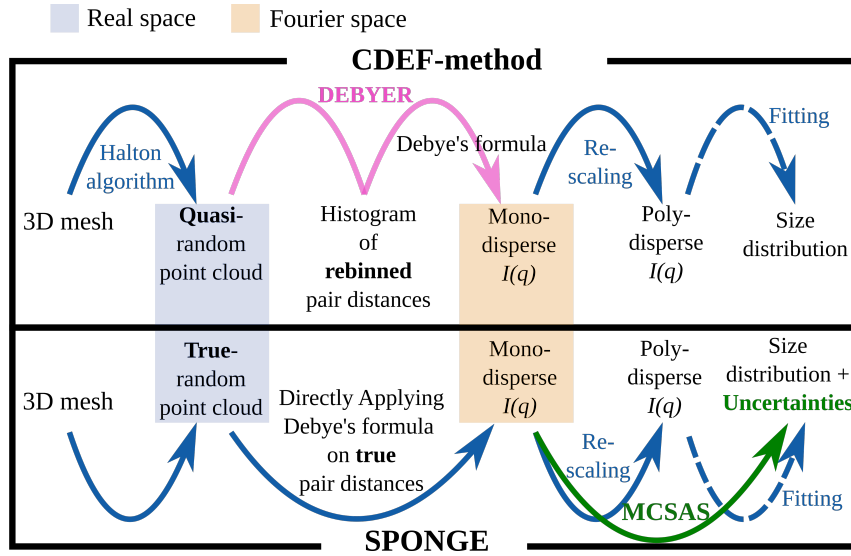 Real space
Fourier space
CDEF-method
DEBYER
Halton
algorithm
Debye's formula
Re-
scaling
Fitting
3D mesh
Quasi-
random
point cloud
Histogram
of
rebinned
pair distances
Mono-
disperse
I(q)
Poly-
disperse
I(q)
Size
distribution
3D mesh
True-
random
point cloud
Directly Applying
Debye's formula
on true
pair distances
Mono-
disperse
I(q)
Poly-
disperse
I(q)
Size
distribution +
Uncertainties
Re-
scaling
MCSAS
Fitting
SPONGE